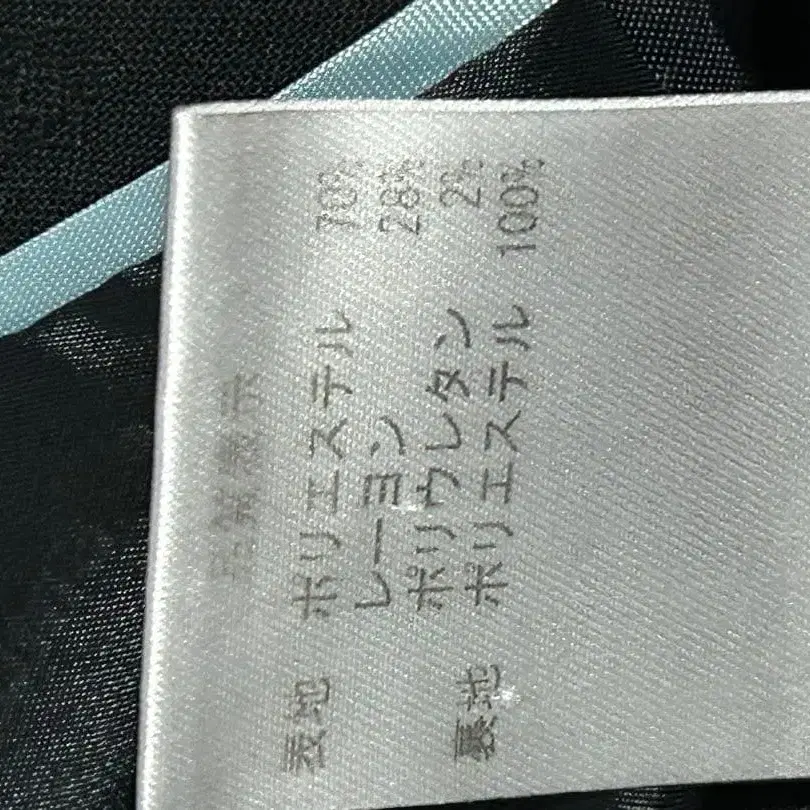 品質表示
表地 ポリエステル 70%
レーヨン 28%
ポリウレタン 2%
裏地 ポリエステル 100%